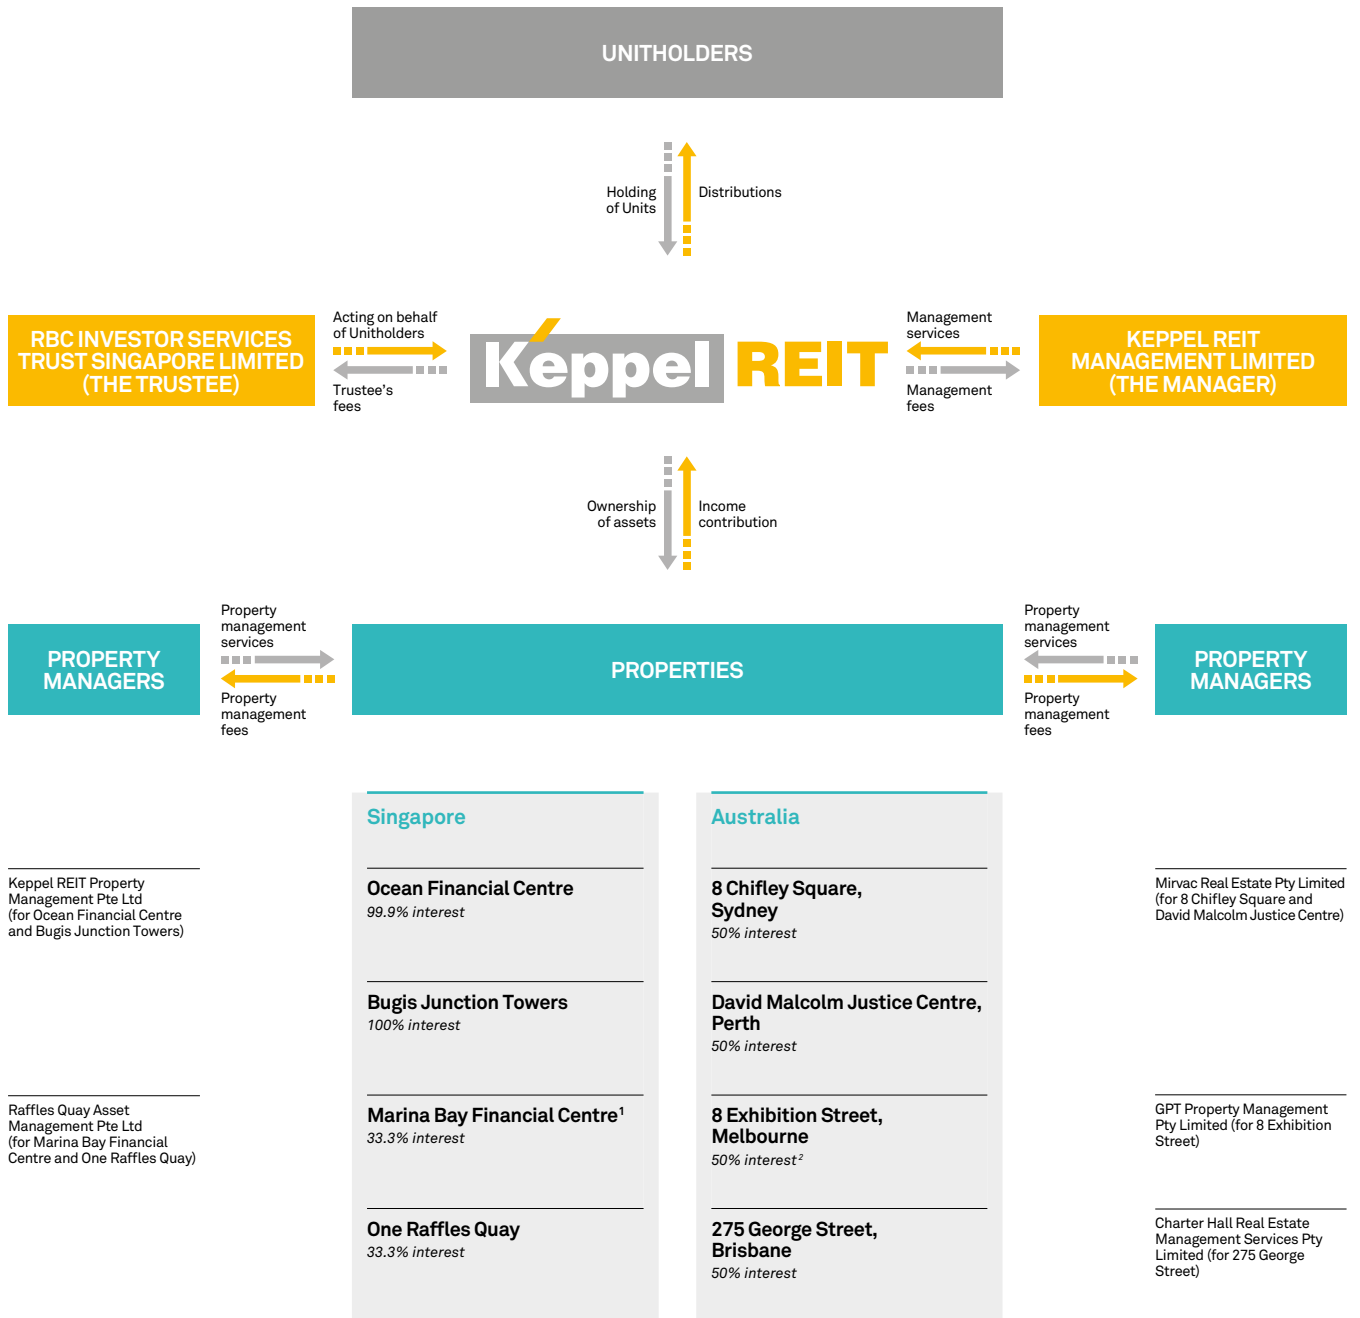 UNITHOLDERS
Holding
of Units
Distributions
RBC INVESTOR SERVICES
TRUST SINGAPORE LIMITED
(THE TRUSTEE)
Acting on behalf
of Unitholders
Trustee's
fees
Keppel REIT
Management
services
Management
fees
KEPPEL REIT
MANAGEMENT LIMITED
(THE MANAGER)
Ownership
of assets
Income
contribution
PROPERTY
MANAGERS
Property
management
services
Property
management
fees
PROPERTIES
Property
management
services
Property
management
fees
PROPERTY
MANAGERS
Keppel REIT Property
Management Pte Ltd
(for Ocean Financial Centre
and Bugis Junction Towers)
Raffles Quay Asset
Management Pte Ltd
(for Marina Bay Financial
Centre and One Raffles Quay)
Singapore
Ocean Financial Centre
99.9% interest
Bugis Junction Towers
100% interest
Marina Bay Financial Centre¹
33.3% interest
One Raffles Quay
33.3% interest
Australia
8 Chifley Square,
Sydney
50% interest
David Malcolm Justice Centre,
Perth
50% interest
8 Exhibition Street,
Melbourne
50% interest²
275 George Street,
Brisbane
50% interest
Mirvac Real Estate Pty Limited
(for 8 Chifley Square and
David Malcolm Justice Centre)
GPT Property Management
Pty Limited (for 8 Exhibition
Street)
Charter Hall Real Estate
Management Services Pty
Limited (for 275 George
Street)